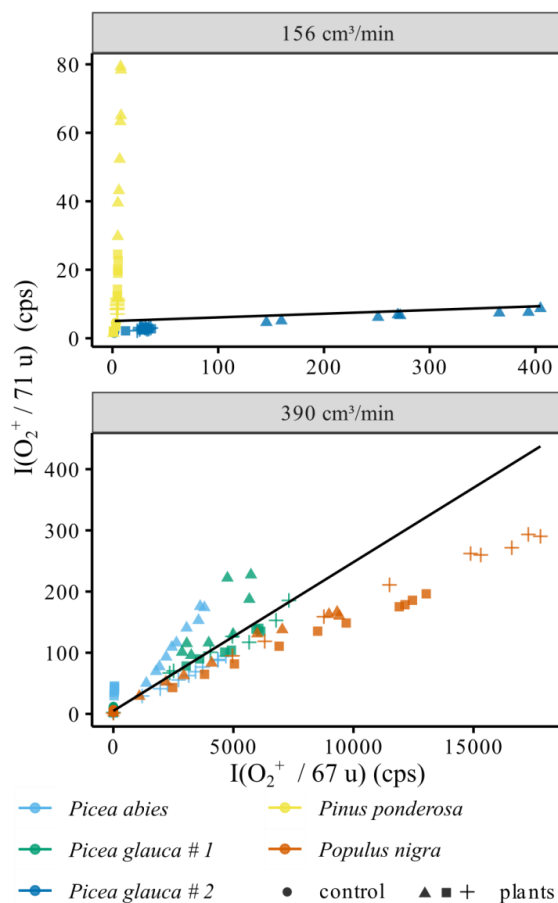 156 cm³/min
80
60
40
20
0
0 100 200 300 400
I(O₂⁺ / 71 u) (cps)
390 cm³/min
400
300
200
100
0
0 5000 10000 15000
I(O₂⁺ / 67 u) (cps)
Picea abies Pinus ponderosa
Picea glauca # 1 Populus nigra
Picea glauca # 2 control plants